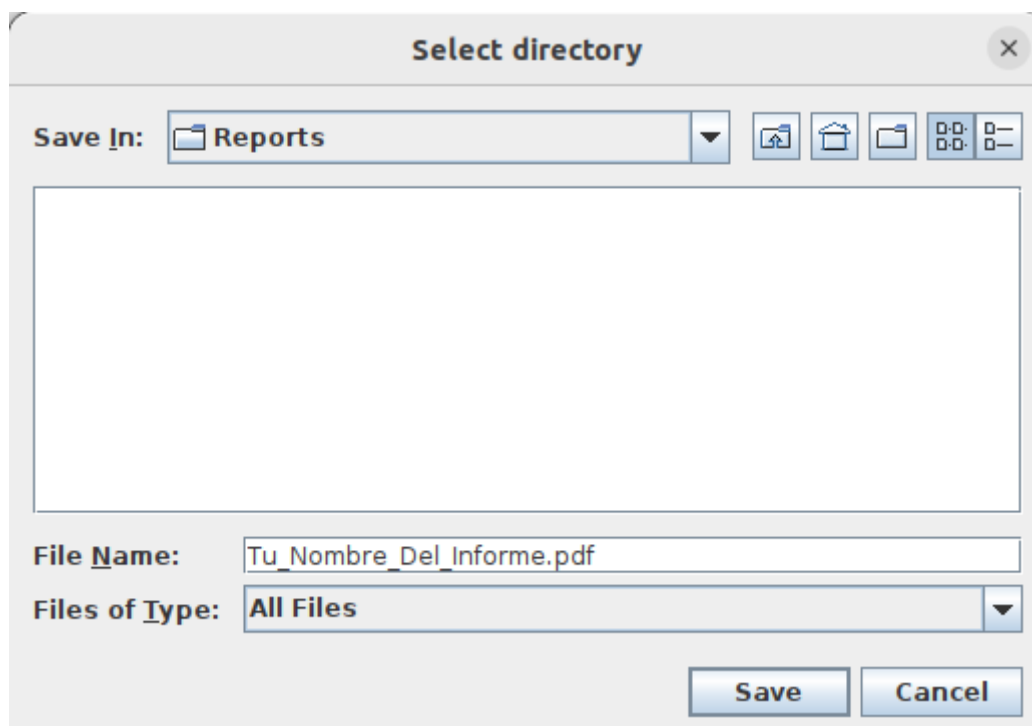 Select directory
Save In: Reports
File Name: Tu_Nombre_Del_Informe.pdf
Files of Type: All Files
Save Cancel